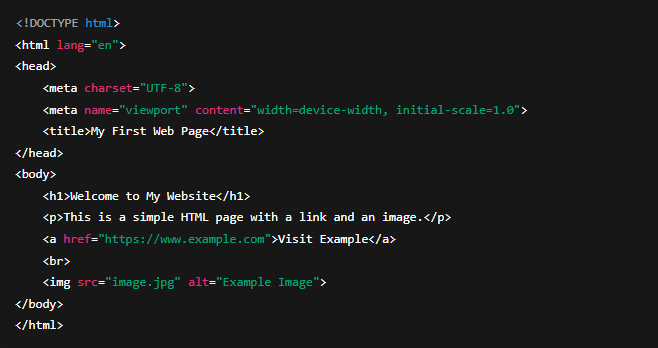 <!DOCTYPE html>
<html lang="en">
<head>
    <meta charset="UTF-8">
    <meta name="viewport" content="width=device-width, initial-scale=1.0">
    <title>My First Web Page</title>
</head>
<body>
    <h1>Welcome to My Website</h1>
    <p>This is a simple HTML page with a link and an image.</p>
    <a href="https://www.example.com">Visit Example</a>
    <br>
    <img src="image.jpg" alt="Example Image">
</body>
</html>